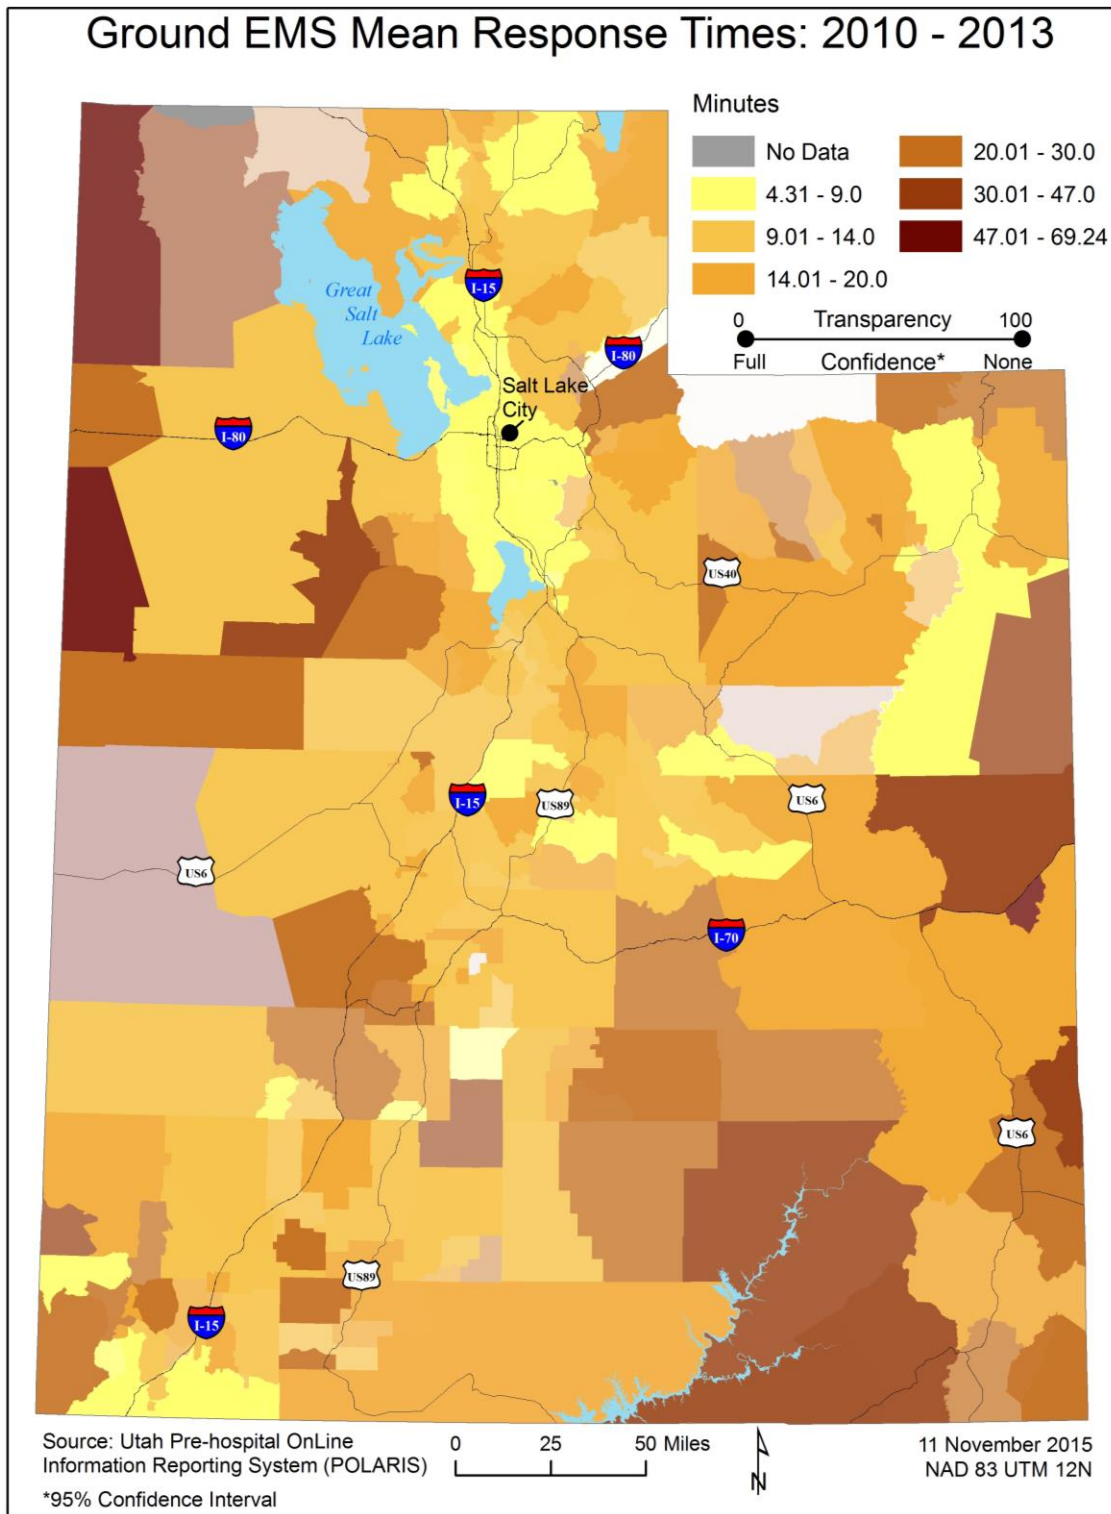 Ground EMS Mean Response Times: 2010 - 2013
Minutes
No Data
4.31 - 9.0
9.01 - 14.0
14.01 - 20.0
20.01 - 30.0
30.01 - 47.0
47.01 - 69.24
0 Transparency 100
Full Confidence* None
Great
Salt
Lake
I-15
I-80
Salt Lake
City
I-80
US40
I-15
US89
US6
US6
I-70
US6
US89
I-15
Source: Utah Pre-hospital OnLine
Information Reporting System (POLARIS)
*95% Confidence Interval
0 25 50 Miles
N
11 November 2015
NAD 83 UTM 12N